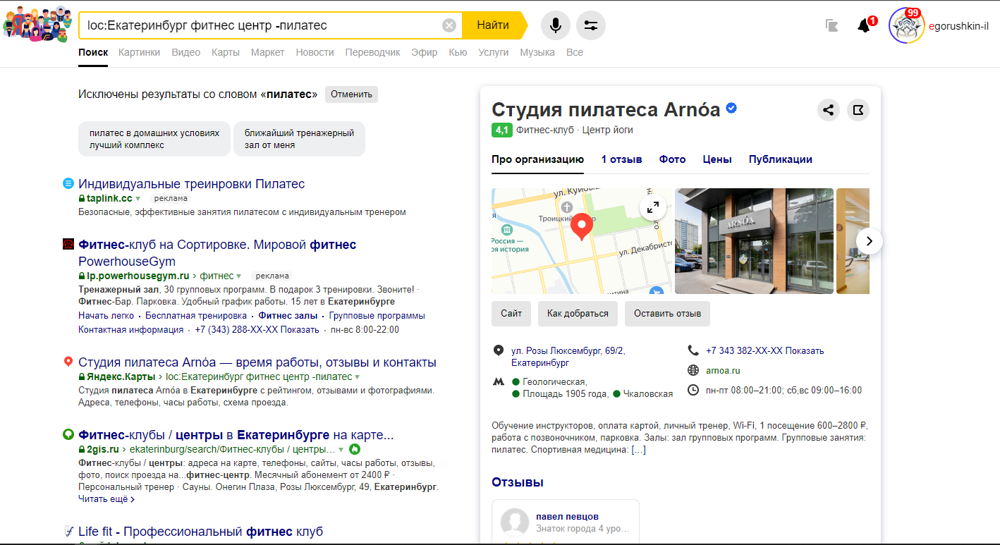 loc:Екатеринбург фитнес центр -пилатес
Найти
1
99
egorushkin-il
Поиск Картинки Видео Карты Маркет Новости Переводчик Эфир Кью Услуги Музыка Все
Исключены результаты со словом «пилатес» Отменить
пилатес в домашних условиях
лучший комплекс
ближайший тренажерный
зал от меня
Индивидуальные треинровки Пилатес
taplink.cc реклама
Безопасные, эффективные занятия пилатесом с индивидуальным тренером
Фитнес-клуб на Сортировке. Мировой фитнес
PowerhouseGym
lp.powerhousegym.ru › фитнес реклама
Тренажерный зал, 30 групповых программ. В подарок 3 тренировки. Звоните! ·
Фитнес-Бар. Парковка. Удобный график работы. 15 лет в Екатеринбурге
Начать легко · Бесплатная тренировка · Фитнес залы · Групповые программы
Контактная информация · +7 (343) 288-XX-XX Показать · пн-вс 8:00-22:00
Студия пилатеса Arnóa — время работы, отзывы и контакты
Яндекс.Карты › loc:Екатеринбург фитнес центр -пилатес
Студия пилатеса Arnóa в Екатеринбурге с рейтингом, отзывами и фотографиями.
Адреса, телефоны, часы работы, схема проезда.
Фитнес-клубы / центры в Екатеринбурге на карте...
2gis.ru › ekaterinburg/search/Фитнес-клубы / центры...
Фитнес-клубы / центры: адреса на карте, телефоны, сайты, часы работы, отзывы,
фото, поиск проезда на...фитнес-центр. Месячный абонемент от 2400 ₽ ·
Персональный тренер · Сауны. Онегин Плаза, Розы Люксембург, 49, Екатеринбург.
Читать ещё ›
Life fit - Профессиональный фитнес клуб
Студия пилатеса Arnóa
4,1 Фитнес-клуб · Центр йоги
Про организацию 1 отзыв Фото Цены Публикации
ул. Куйбыш
Троицкий
Россия —
оя история
ул. Декабристо
ARNÓA
Сайт Как добраться Оставить отзыв
ул. Розы Люксембург, 69/2,
Екатеринбург
Геологическая,
Площадь 1905 года, Чкаловская
+7 343 382-XX-XX Показать
arnoa.ru
пн-пт 08:00–21:00; сб,вс 09:00–16:00
Обучение инструкторов, оплата картой, личный тренер, Wi-Fi, 1 посещение 600–2800 ₽,
работа с позвоночником, парковка. Залы: зал групповых программ. Групповые занятия:
пилатес. Спортивная медицина: [...]
Отзывы
павел певцов
Знаток города 4 уро...